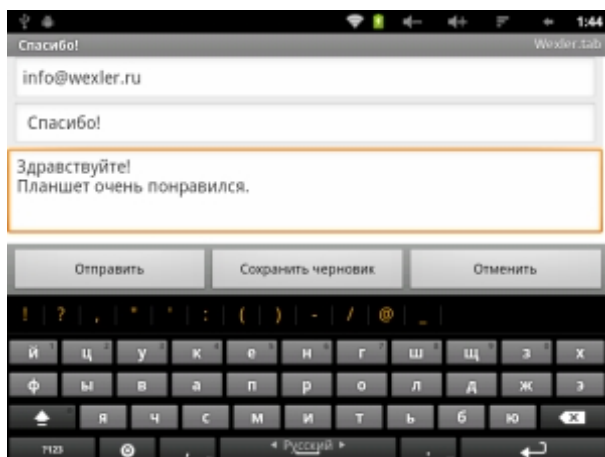 1:44
Спасибо! Wexler.tab
info@wexler.ru
Спасибо!
Здравствуйте!
Планшет очень понравился.
Отправить Сохранить черновик Отменить
! ? , " ' : ( ) - / @ _
й ц у к е н г ш щ з х
ф ы в а п р о л д ж э
я ч с м и т ь б ю
?123 , Русский .